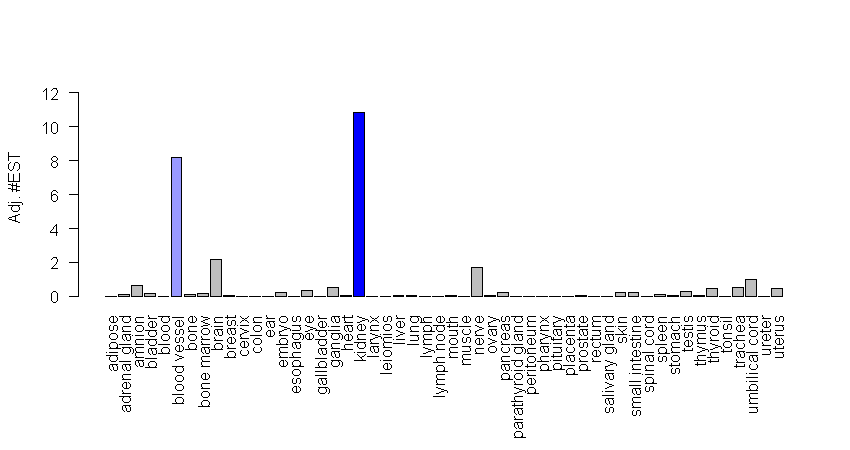 Adj. #EST
12
10
8
6
4
2
0
adipose
adrenal gland
amnion
bladder
blood
blood vessel
bone
bone marrow
brain
breast
cervix
colon
ear
embryo
esophagus
eye
gallbladder
ganglia
heart
kidney
larynx
leiomios
liver
lung
lymph
lymph node
mouth
muscle
nerve
ovary
pancreas
parathyroid gland
peritoneum
pharynx
pituitary
placenta
prostate
rectum
salivary gland
skin
small intestine
spinal cord
spleen
stomach
testis
thymus
thyroid
tonsil
trachea
umbilical cord
ureter
uterus